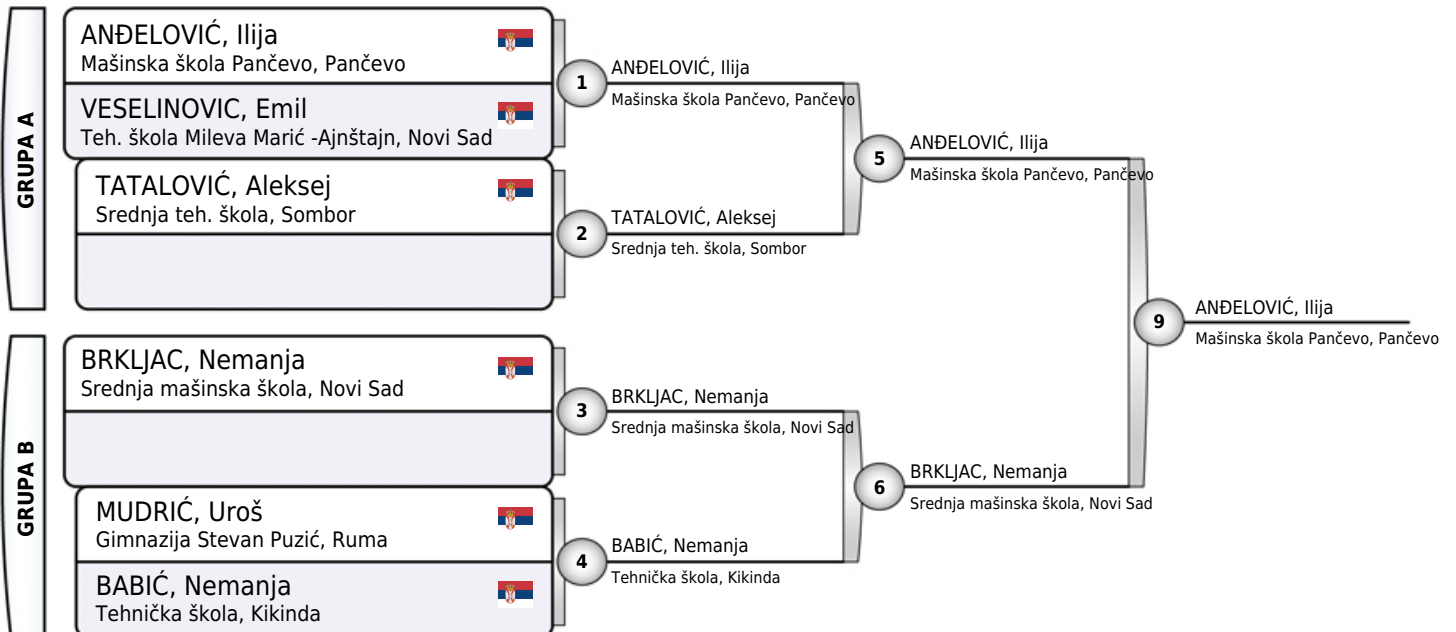 GRUPA A
ANĐELOVIĆ, Ilija
Mašinska škola Pančevo, Pančevo
VESELINOVIC, Emil
Teh. škola Mileva Marić -Ajnštajn, Novi Sad
TATALOVIĆ, Aleksej
Srednja teh. škola, Sombor
1
ANĐELOVIĆ, Ilija
Mašinska škola Pančevo, Pančevo
2
TATALOVIĆ, Aleksej
Srednja teh. škola, Sombor
5
ANĐELOVIĆ, Ilija
Mašinska škola Pančevo, Pančevo
GRUPA B
BRKLJAC, Nemanja
Srednja mašinska škola, Novi Sad
MUDRIĆ, Uroš
Gimnazija Stevan Puzić, Ruma
BABIĆ, Nemanja
Tehnička škola, Kikinda
3
BRKLJAC, Nemanja
Srednja mašinska škola, Novi Sad
4
BABIĆ, Nemanja
Tehnička škola, Kikinda
6
BRKLJAC, Nemanja
Srednja mašinska škola, Novi Sad
9
ANĐELOVIĆ, Ilija
Mašinska škola Pančevo, Pančevo